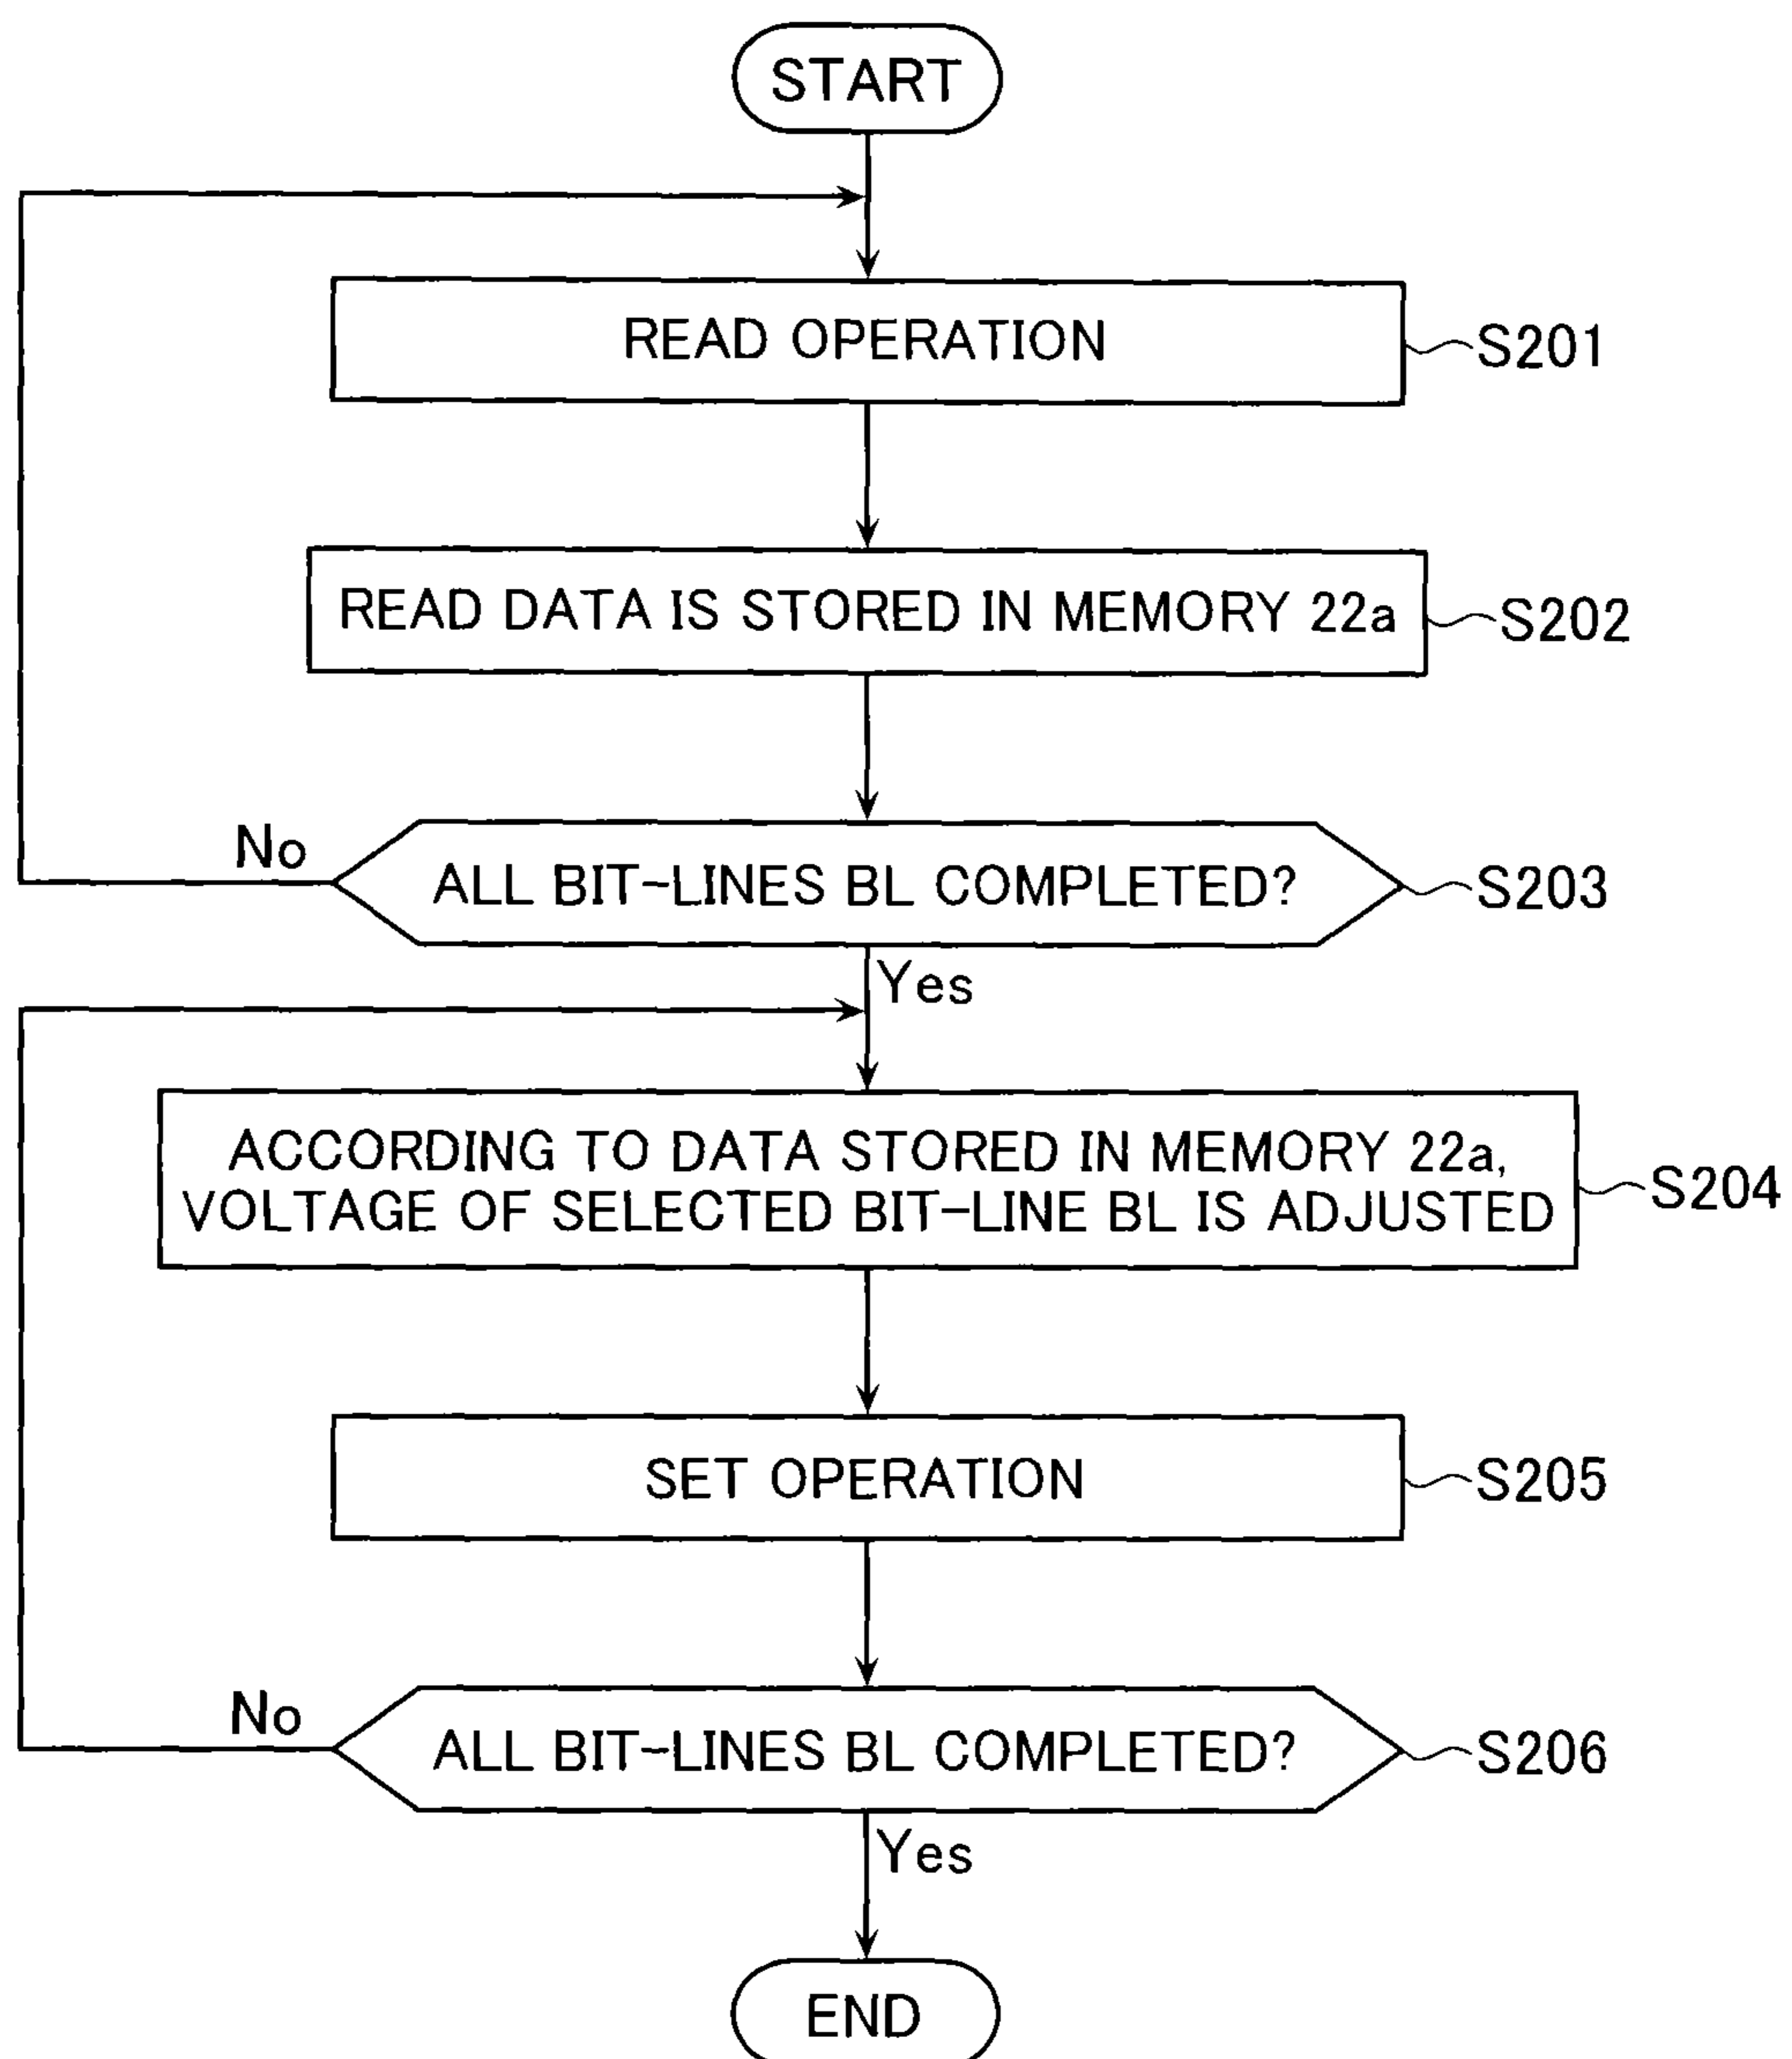 START
READ OPERATION
S201
READ DATA IS STORED IN MEMORY 22a
S202
No
ALL BIT-LINES BL COMPLETED?
S203
Yes
ACCORDING TO DATA STORED IN MEMORY 22a,
VOLTAGE OF SELECTED BIT-LINE BL IS ADJUSTED
S204
SET OPERATION
S205
No
ALL BIT-LINES BL COMPLETED?
S206
Yes
END